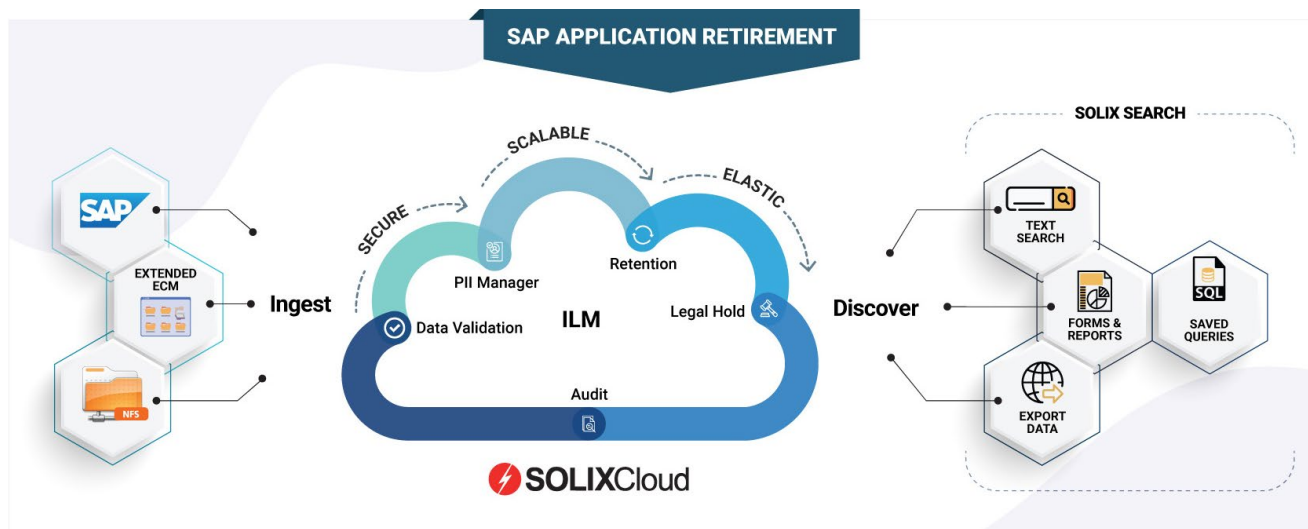 SAP APPLICATION RETIREMENT
SAP
EXTENDED
ECM
NFS
Ingest
SECURE
SCALABLE
ELASTIC
PII Manager
Retention
Data Validation
ILM
Legal Hold
Audit
SOLIXCloud
Discover
SOLIX SEARCH
TEXT
SEARCH
FORMS &
REPORTS
SQL
SAVED
QUERIES
EXPORT
DATA